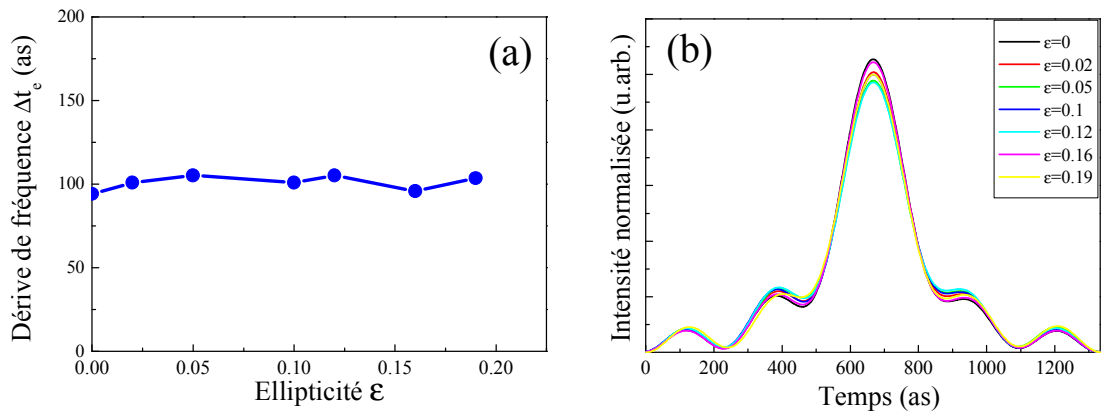 200
150
100
50
0
0.00 0.05 0.10 0.15 0.20
Dérive de fréquence Δt_e (as)
Ellipticité ε
(a)
(b)
ε=0
ε=0.02
ε=0.05
ε=0.1
ε=0.12
ε=0.16
ε=0.19
Intensité normalisée (u.arb.)
0 200 400 600 800 1000 1200
Temps (as)